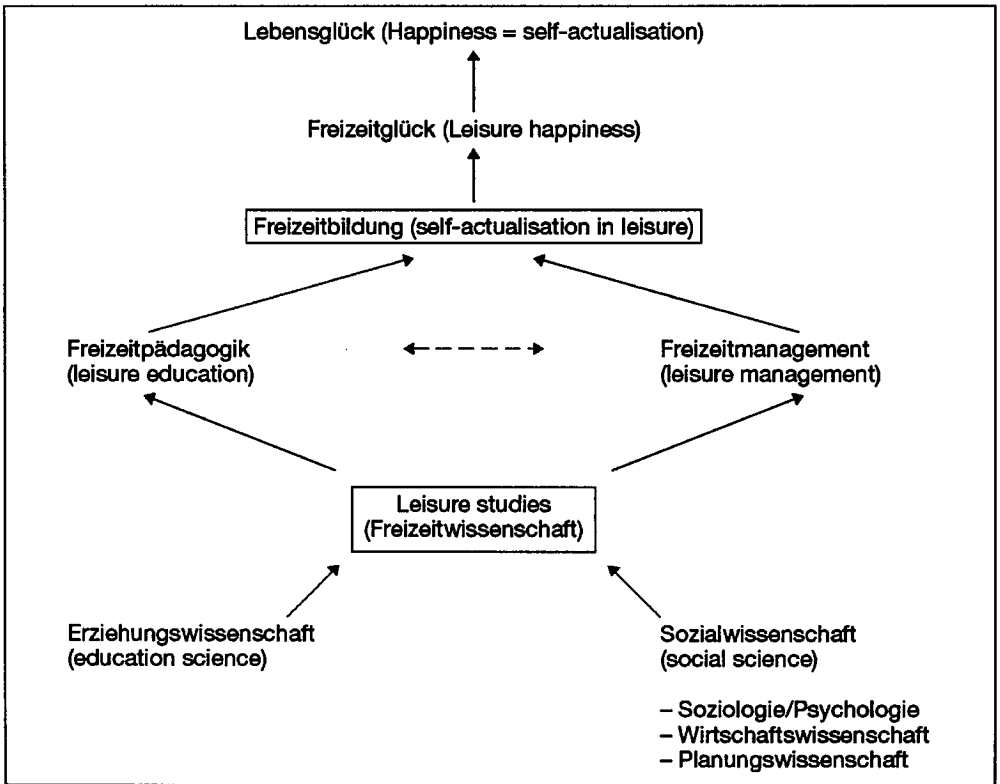 Lebensglück (Happiness = self-actualisation)
Freizeitglück (Leisure happiness)
Freizeitbildung (self-actualisation in leisure)
Freizeitpädagogik
(leisure education)
Freizeitmanagement
(leisure management)
Leisure studies
(Freizeitwissenschaft)
Erziehungswissenschaft
(education science)
Sozialwissenschaft
(social science)
– Soziologie/Psychologie
– Wirtschaftswissenschaft
– Planungswissenschaft